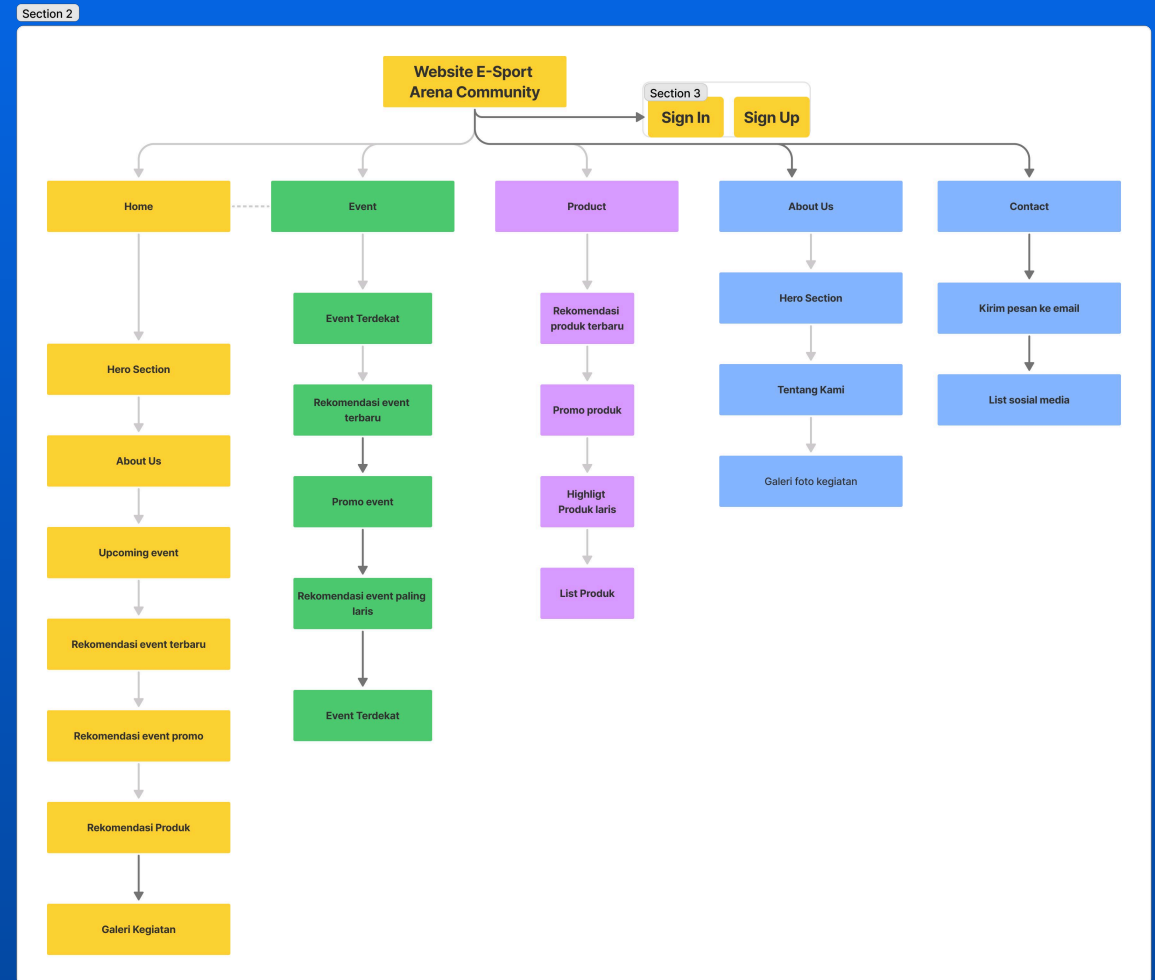 Section 2
Website E-Sport
Arena Community
Section 3
Sign In
Sign Up
Home
Event
Product
About Us
Contact
Hero Section
About Us
Upcoming event
Rekomendasi event terbaru
Rekomendasi event promo
Rekomendasi Produk
Galeri Kegiatan
Event Terdekat
Rekomendasi event
terbaru
Promo event
Rekomendasi event paling
laris
Event Terdekat
Rekomendasi
produk terbaru
Promo produk
Highligt
Produk laris
List Produk
Hero Section
Tentang Kami
Galeri foto kegiatan
Kirim pesan ke email
List sosial media